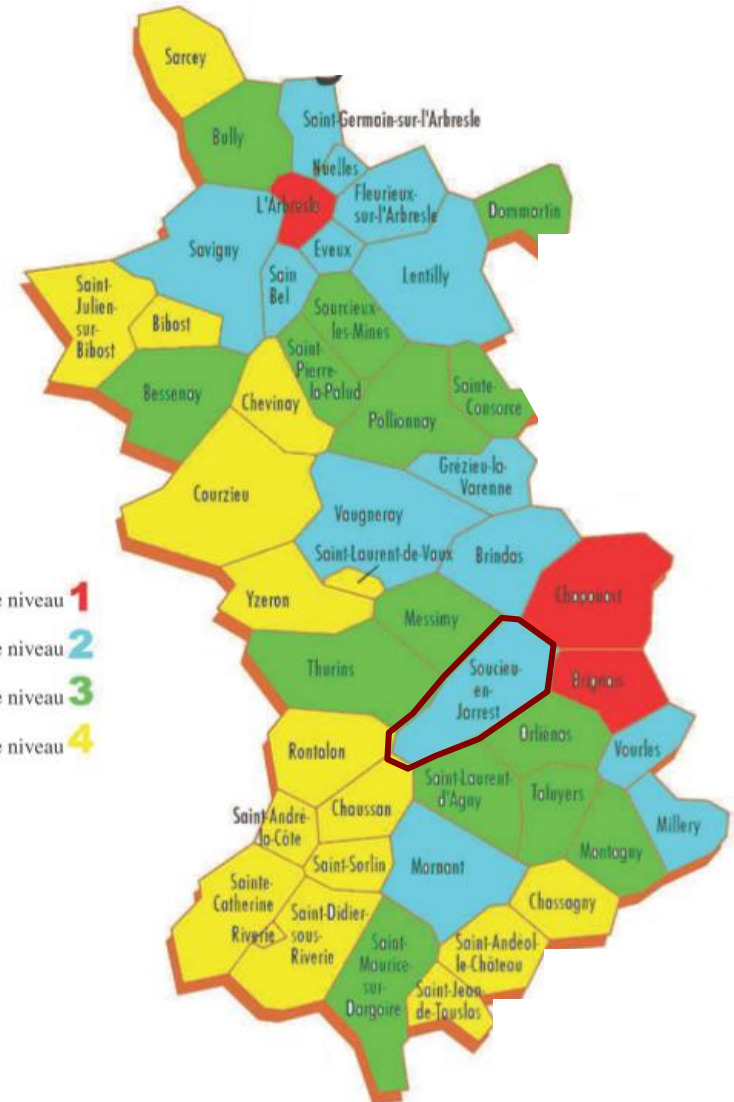 Sarcey
Bully
Saint-Germain-sur-l'Arbresle
Nuelles
L'Arbresle
Fleurieux-
sur-l'Arbresle
Dommartin
Savigny
Eveux
Sain
Bel
Lentilly
Saint-
Julien-
sur-
Bibost
Bibost
Sourcieux-
les-Mines
Saint-
Pierre-
la-Palud
Bessenay
Chevinay
Sainte-
Consorce
Pollionnay
Courzieu
Grézieu-la-
Varenne
Vaugneray
Saint-Laurent-de-Vaux
Brindas
e niveau 1
Yzeron
Messimy
Chaponost
e niveau 2
Thurins
Soucieu-
en-
Jarrest
Brignais
e niveau 3
Orliénas
e niveau 4
Rontalon
Vourles
Saint-Laurent-
d'Agny
Taluyers
Chaussan
Saint-André-
la-Côte
Millery
Montagny
Saint-Sorlin
Mornant
Sainte-
Catherine
Chassagny
Riverie
Saint-Didier-
sous-
Riverie
Saint-
Maurice-
sur-
Dargoire
Saint-Andéol-
le-Château
Saint-Jean-
de-Touslas